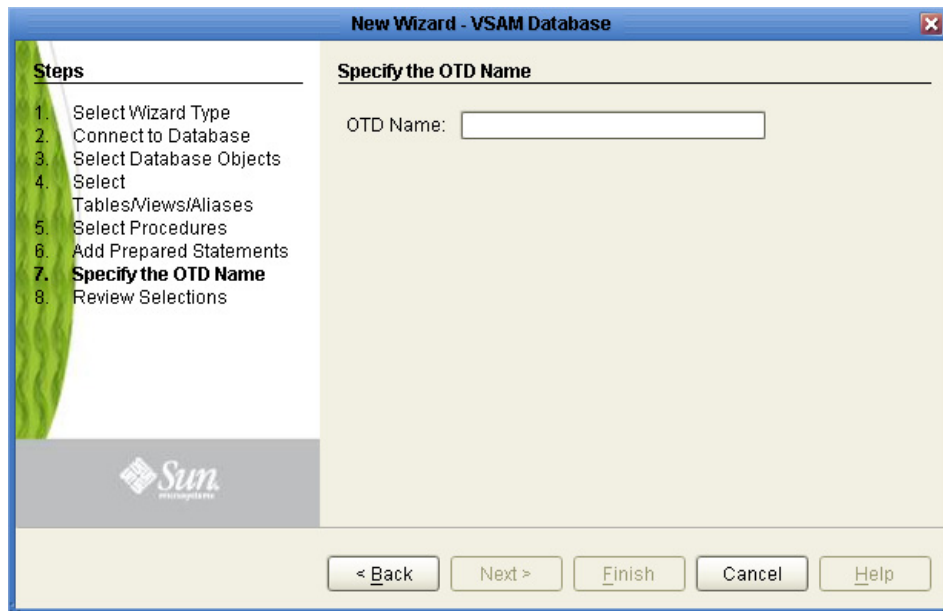 New Wizard - VSAM Database
Steps
1. Select Wizard Type
2. Connect to Database
3. Select Database Objects
4. Select
Tables/Views/Aliases
5. Select Procedures
6. Add Prepared Statements
7. Specify the OTD Name
8. Review Selections
Specify the OTD Name
OTD Name:
Sun
microsystems
< Back
Next >
Finish
Cancel
Help